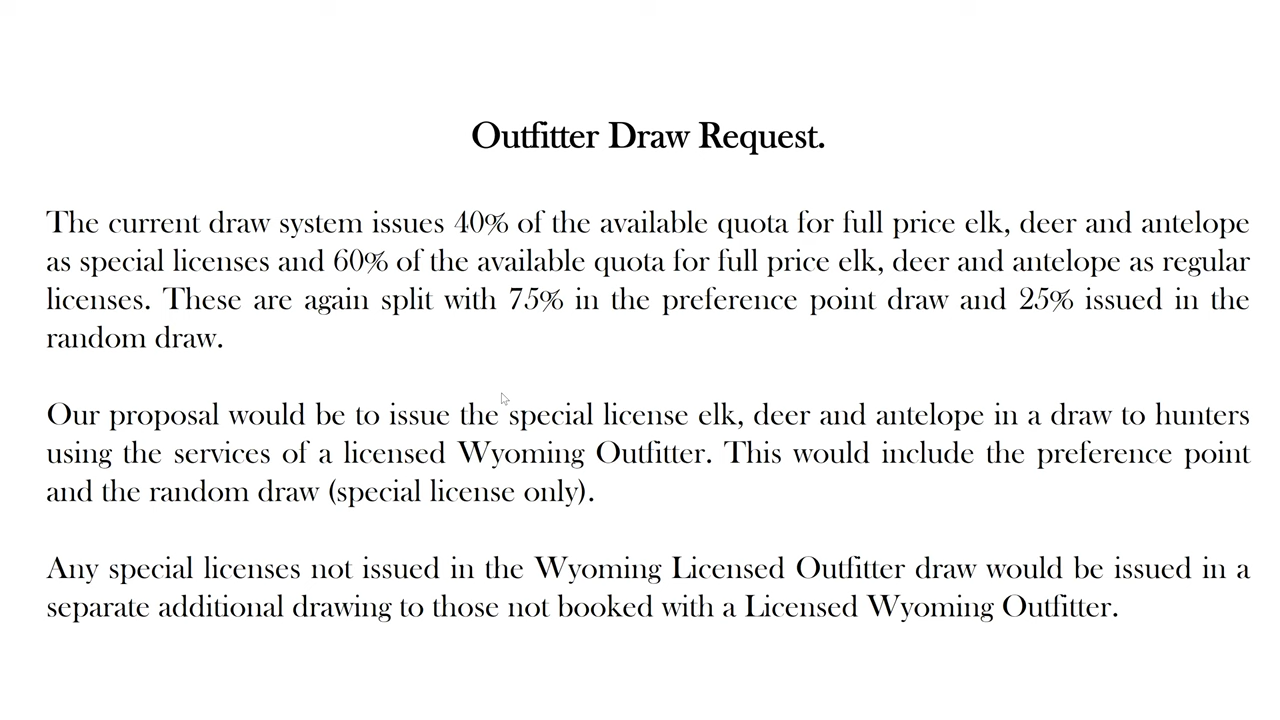 Outfitter Draw Request.
The current draw system issues 40% of the available quota for full price elk, deer and antelope
as special licenses and 60% of the available quota for full price elk, deer and antelope as regular
licenses. These are again split with 75% in the preference point draw and 25% issued in the
random draw.
Our proposal would be to issue the special license elk, deer and antelope in a draw to hunters
using the services of a licensed Wyoming Outfitter. This would include the preference point
and the random draw (special license only).
Any special licenses not issued in the Wyoming Licensed Outfitter draw would be issued in a
separate additional drawing to those not booked with a Licensed Wyoming Outfitter.